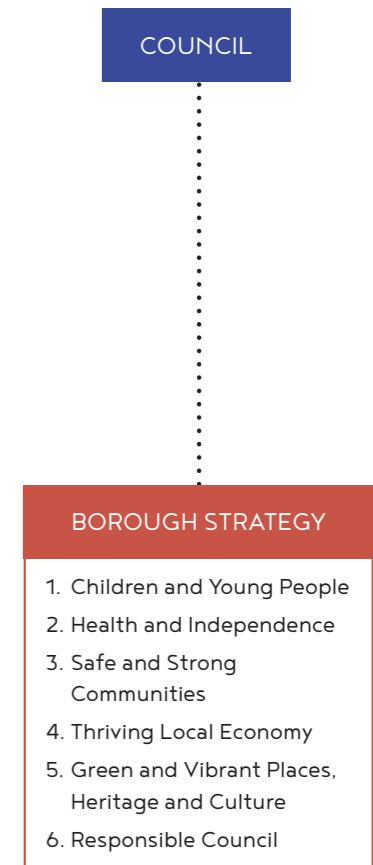 COUNCIL
BOROUGH STRATEGY
1. Children and Young People
2. Health and Independence
3. Safe and Strong
Communities
4. Thriving Local Economy
5. Green and Vibrant Places,
Heritage and Culture
6. Responsible Council